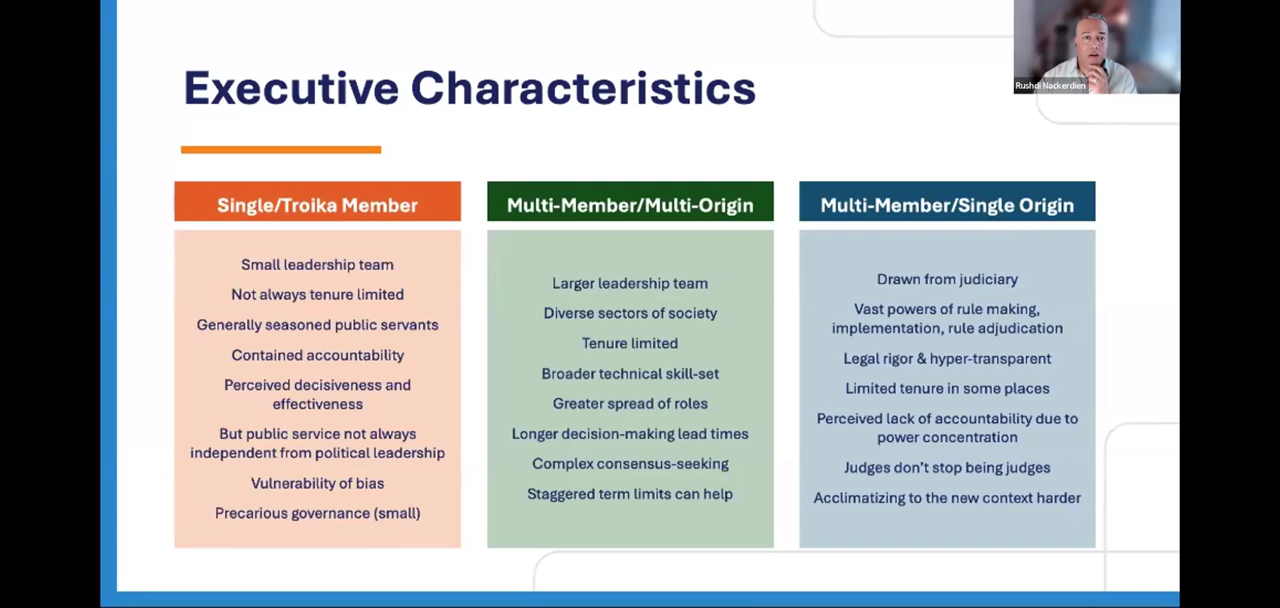 Executive Characteristics
Rushdi Nackerdien
Single/Troika Member
Small leadership team
Not always tenure limited
Generally seasoned public servants
Contained accountability
Perceived decisiveness and
effectiveness
But public service not always
independent from political leadership
Vulnerability of bias
Precarious governance (small)
Multi-Member/Multi-Origin
Larger leadership team
Diverse sectors of society
Tenure limited
Broader technical skill-set
Greater spread of roles
Longer decision-making lead times
Complex consensus-seeking
Staggered term limits can help
Multi-Member/Single Origin
Drawn from judiciary
Vast powers of rule making,
implementation, rule adjudication
Legal rigor & hyper-transparent
Limited tenure in some places
Perceived lack of accountability due to
power concentration
Judges don't stop being judges
Acclimatizing to the new context harder